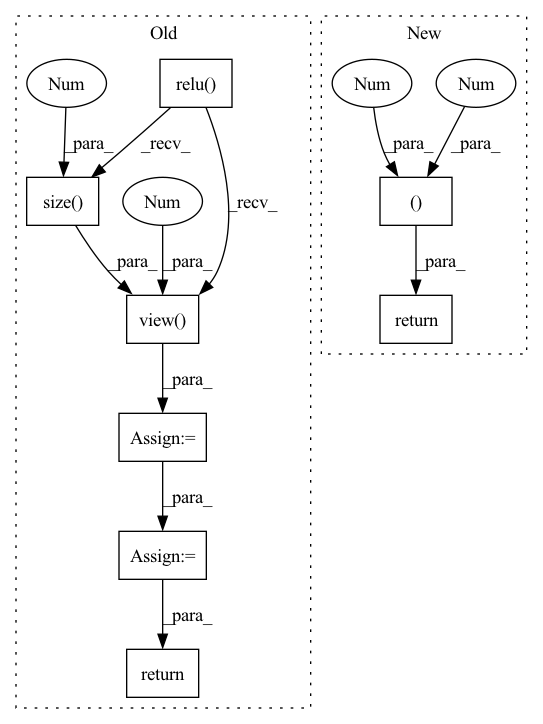 Old
New
Num
relu()
Num
Num
_para_
_recv_
_para_
_para_
size()
Num
_recv_
()
_para_
_para_
_para_
view()
return
_para_
Assign:=
_para_
Assign:=
_para_
return